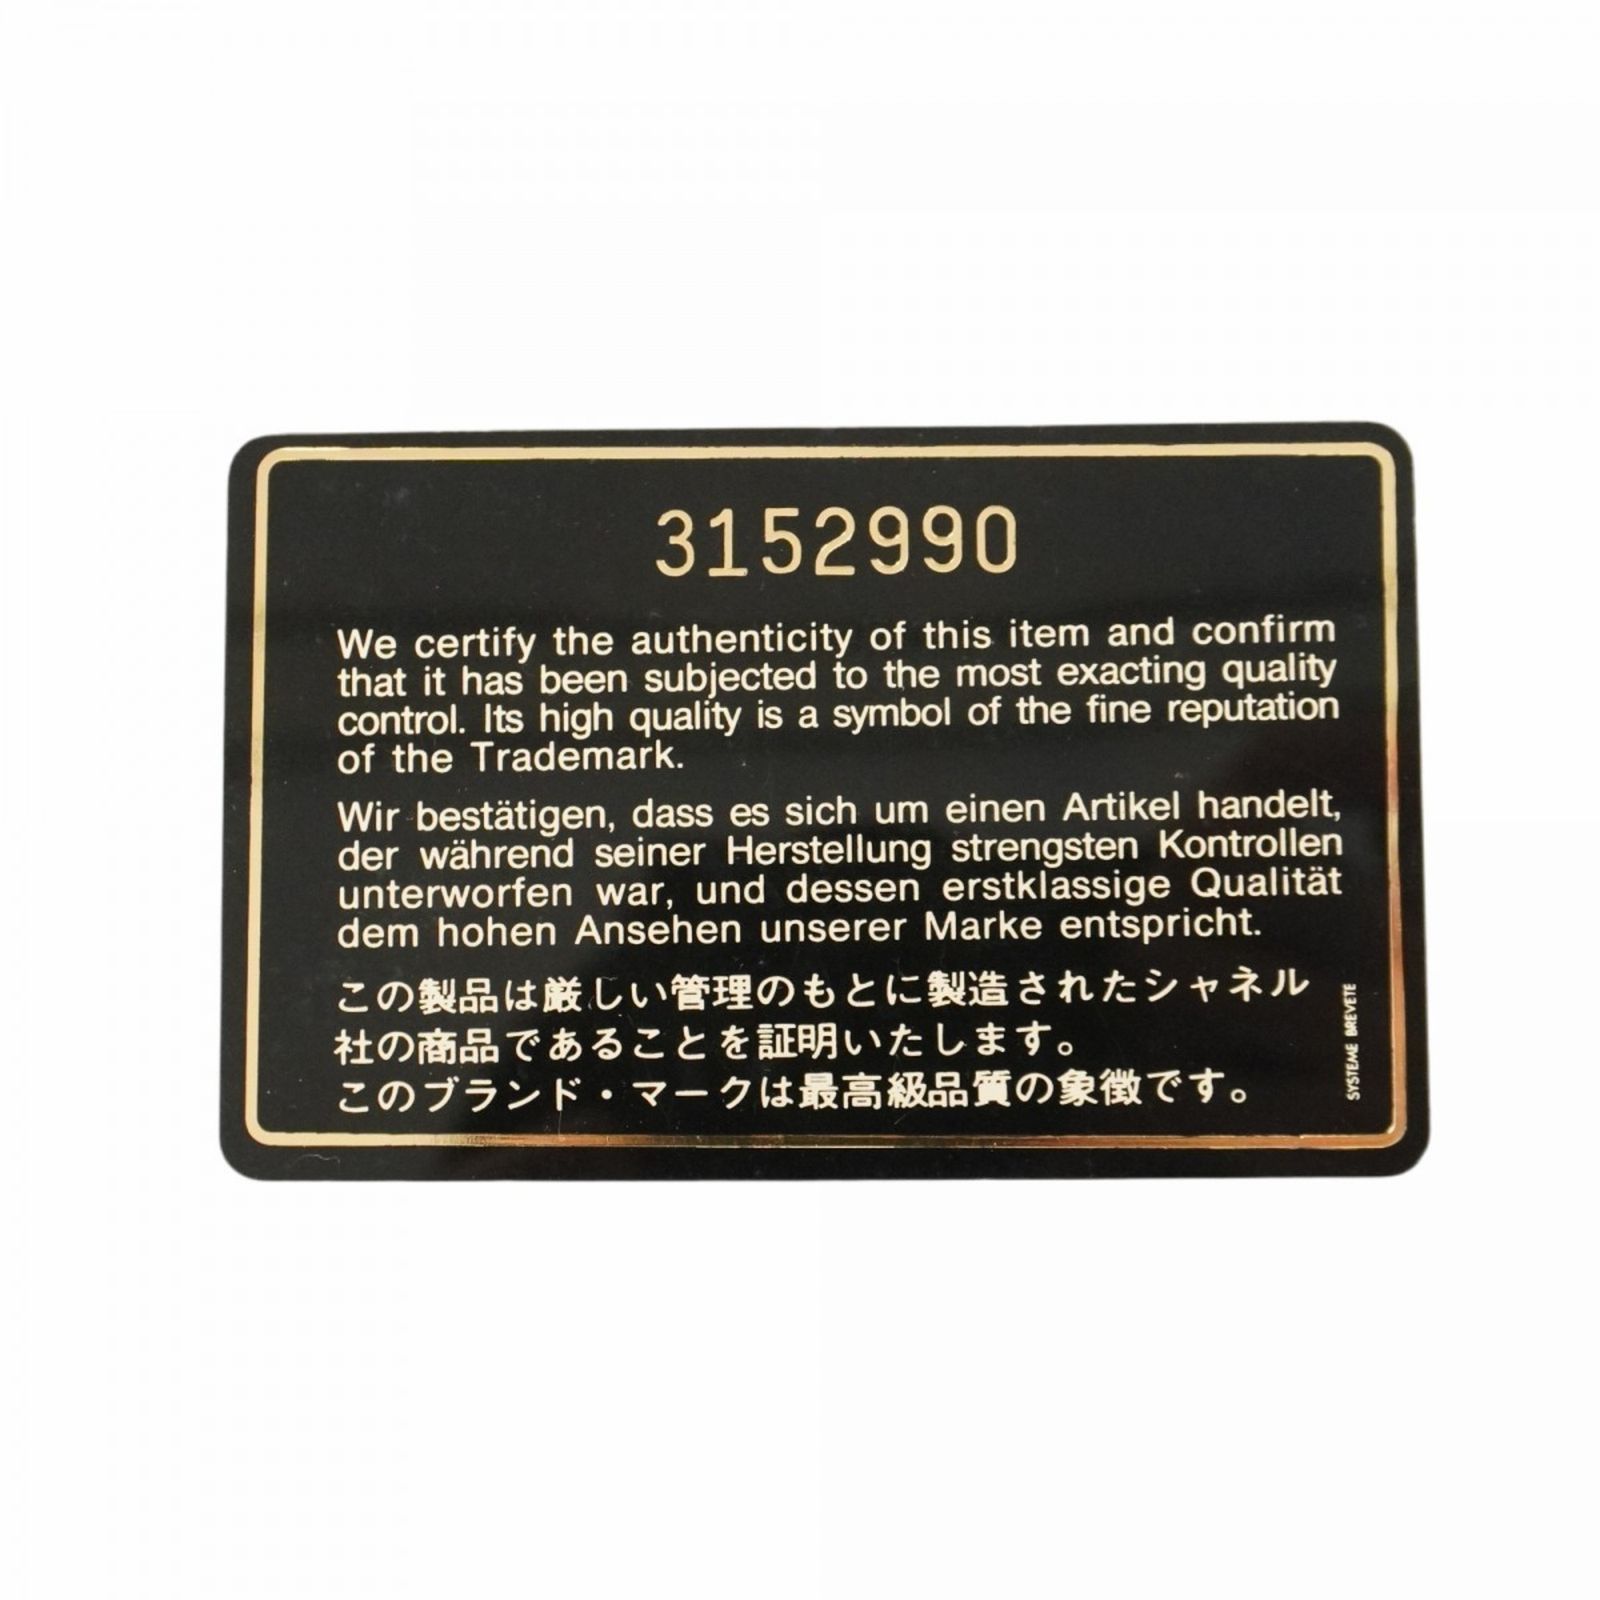 3152990
We certify the authenticity of this item and confirm
that it has been subjected to the most exacting quality
control. Its high quality is a symbol of the fine reputation
of the Trademark.
Wir bestätigen, dass es sich um einen Artikel handelt,
der während seiner Herstellung strengsten Kontrollen
unterworfen war, und dessen erstklassige Qualität
dem hohen Ansehen unserer Marke entspricht.
この製品は厳しい管理のもとに製造されたシャネル
社の商品であることを証明いたします。
このブランド・マークは最高級品質の象徴です。
SYSTEME BREVETE